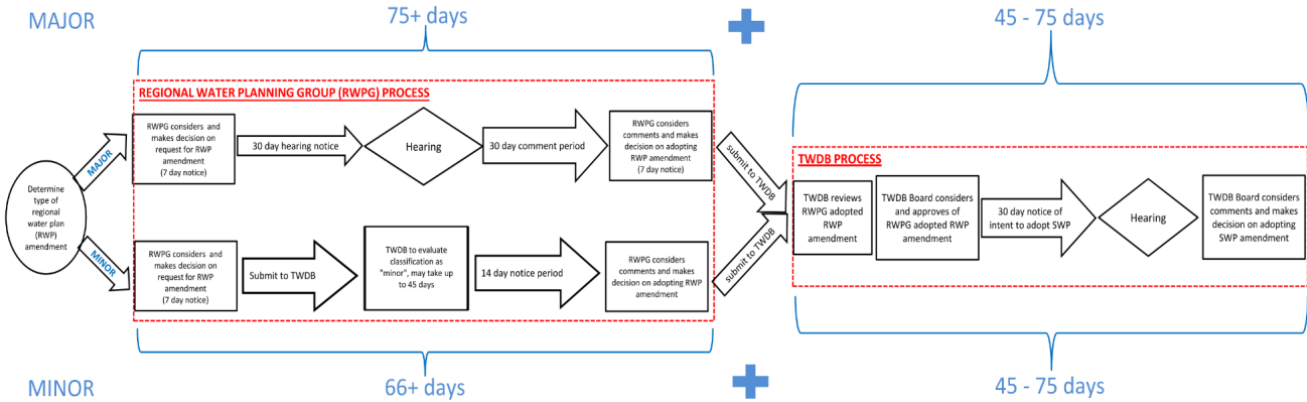 MAJOR
75+ days
45 - 75 days
REGIONAL WATER PLANNING GROUP (RWPG) PROCESS
RWPG considers and
makes decision on
request for RWP
amendment
(7 day notice)
30 day hearing notice
Hearing
30 day comment period
RWPG considers
comments and makes
decision on adopting
RWP amendment
(7 day notice)
MAJOR
submit to TWDB
Determine
type of
regional
water plan
(RWP)
amendment
MINOR
RWPG considers and
makes decision on
request for RWP
amendment
(7 day notice)
Submit to TWDB
TWDB to evaluate
classification as
"minor", may take up
to 45 days
14 day notice period
RWPG considers
comments and makes
decision on adopting RWP
amendment
submit to TWDB
TWDB PROCESS
TWDB reviews
RWPG adopted
RWP
amendment
TWDB Board considers
and approves of
RWPG adopted RWP
amendment
30 day notice of
intent to adopt SWP
Hearing
TWDB Board considers
comments and makes
decision on adopting
SWP amendment
MINOR
66+ days
45 - 75 days